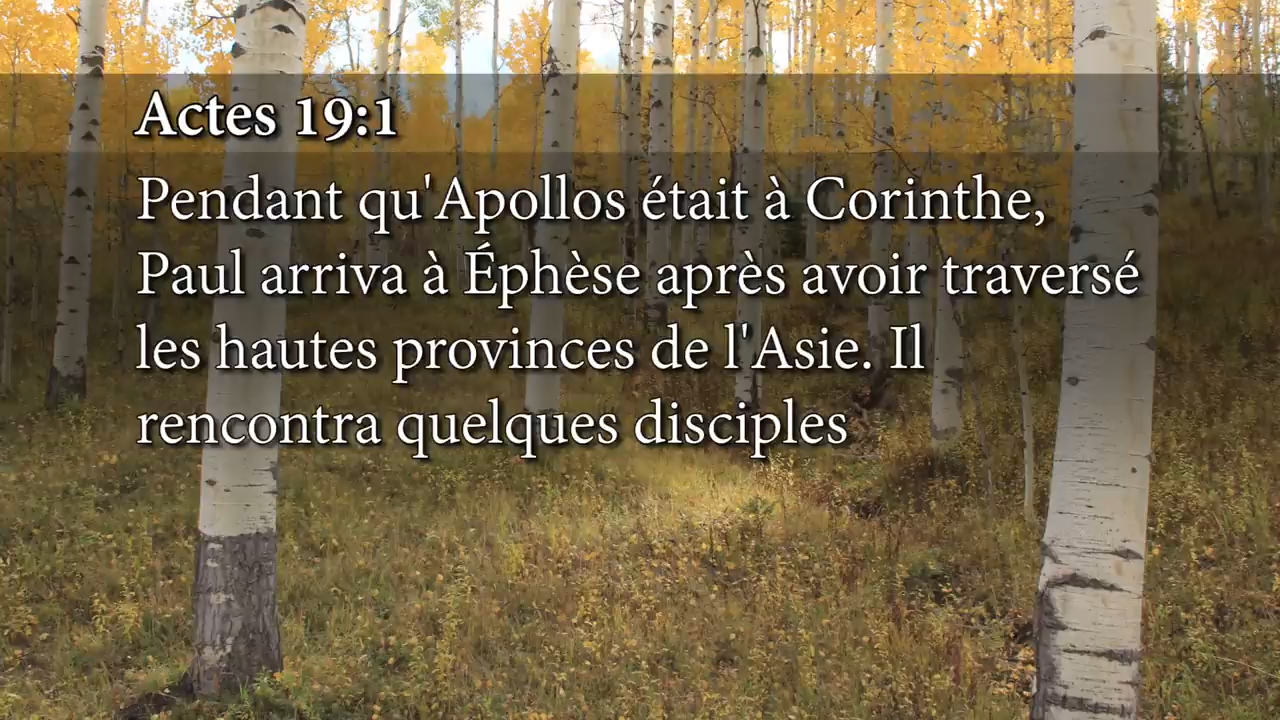 Actes 19:1
Pendant qu'Apollos était à Corinthe,
Paul arriva à Éphèse après avoir traversé
les hautes provinces de l'Asie. Il
rencontra quelques disciples